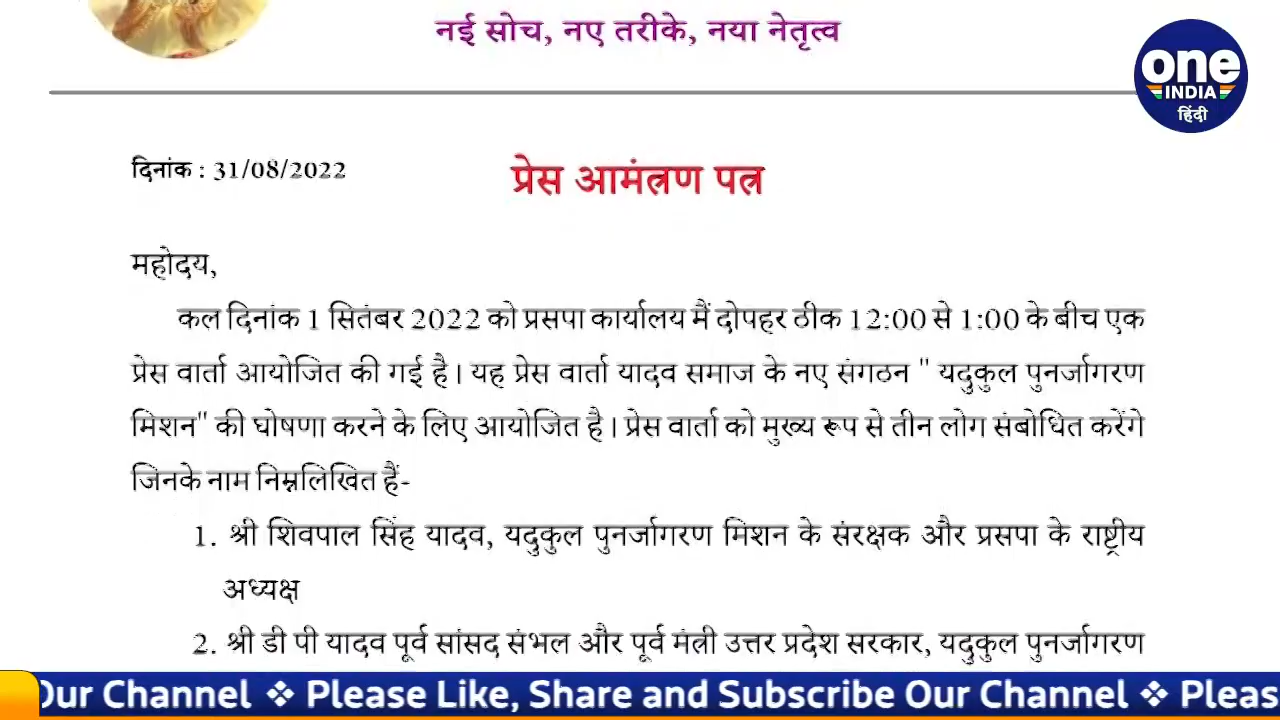 नई सोच, नए तरीके, नया नेतृत्व
one
INDIA
हिंदी
दिनांक : 31/08/2022
प्रेस आमंत्रण पत्र
महोदय,
कल दिनांक 1 सितंबर 2022 को प्रसपा कार्यालय मैं दोपहर ठीक 12:00 से 1:00 के बीच एक
प्रेस वार्ता आयोजित की गई है। यह प्रेस वार्ता यादव समाज के नए संगठन " यदुकुल पुनर्जागरण
मिशन" की घोषणा करने के लिए आयोजित है। प्रेस वार्ता को मुख्य रूप से तीन लोग संबोधित करेंगे
जिनके नाम निम्नलिखित हैं-
1. श्री शिवपाल सिंह यादव, यदुकुल पुनर्जागरण मिशन के संरक्षक और प्रसपा के राष्ट्रीय
अध्यक्ष
2. श्री डी पी यादव पूर्व सांसद संभल और पूर्व मंत्री उत्तर प्रदेश सरकार, यदुकुल पुनर्जागरण
Our Channel ❖ Please Like, Share and Subscribe Our Channel ❖ Pleas